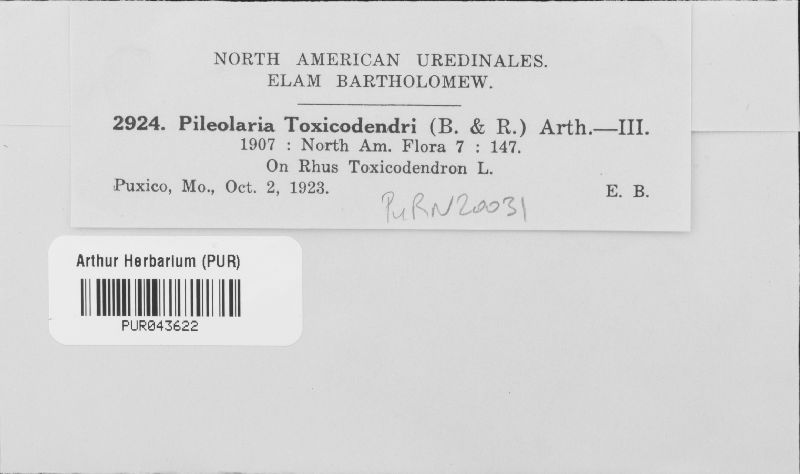 NORTH AMERICAN UREDINALES.
ELAM BARTHOLOMEW.
2924. Pileolaria Toxicodendri (B. & R.) Arth.—III.
1907 : North Am. Flora 7 : 147.
On Rhus Toxicodendron L.
Puxico, Mo., Oct. 2, 1923. E. B.
PURN20031
Arthur Herbarium (PUR)
PUR043622